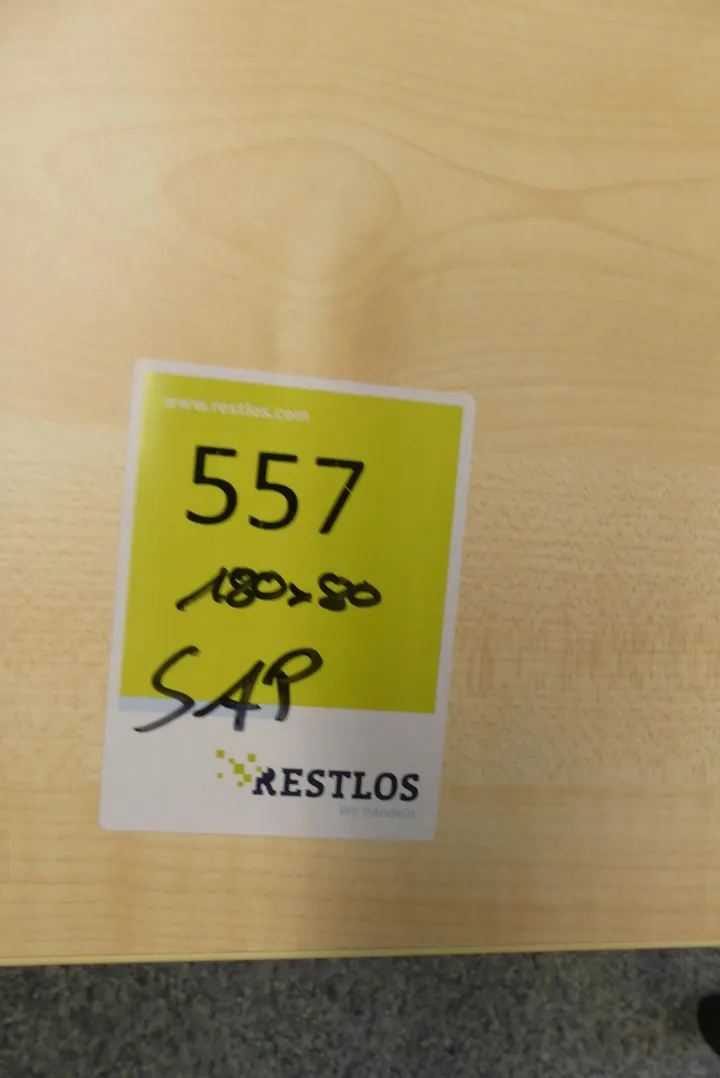 www.restlos.com
557
180x80
SAP
RESTLOS
Wir handeln.